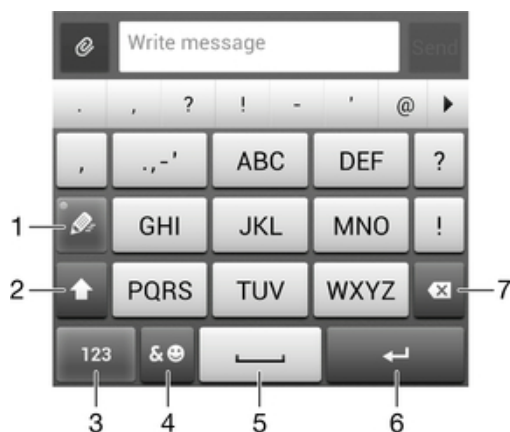 Write message Send
. , ? ! - ' @
, .,-' ABC DEF ?
1 GHI JKL MNO !
2 PQRS TUV WXYZ 7
123 &
3 4 5 6